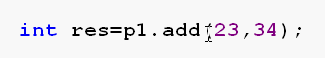 int res=p1.add(23,34);